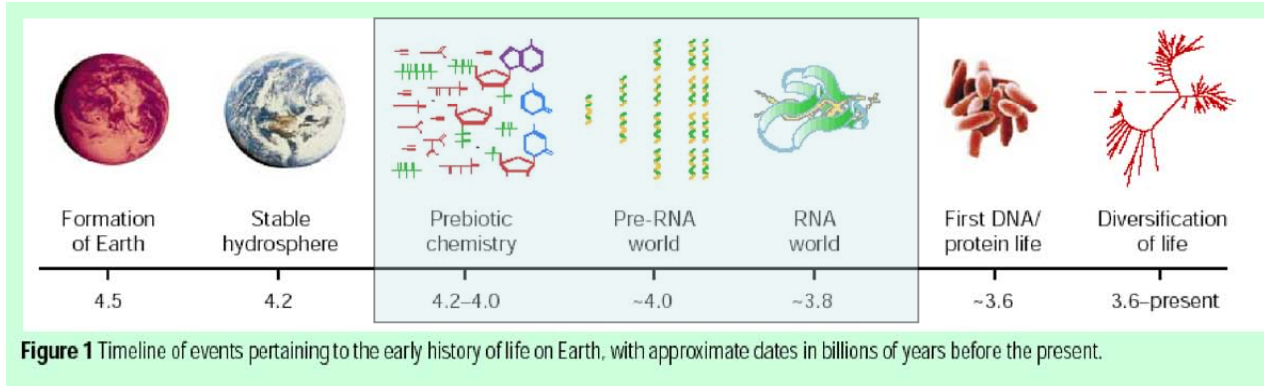 Formation
of Earth
Stable
hydrosphere
Prebiotic
chemistry
Pre-RNA
world
RNA
world
First DNA/
protein life
Diversification
of life
4.5
4.2
4.2–4.0
~4.0
~3.8
~3.6
3.6–present
Figure 1 Timeline of events pertaining to the early history of life on Earth, with approximate dates in billions of years before the present.